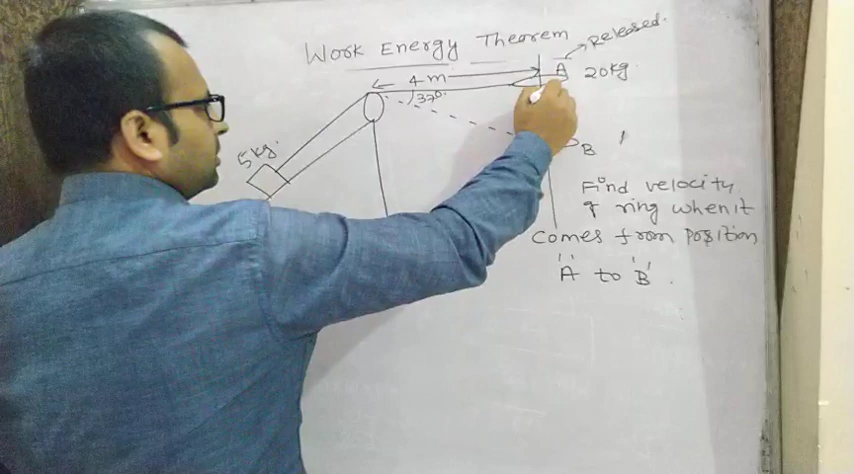 Work Energy Theorem
Released.
4m
A
20kg.
37°.
5kg.
B
Find velocity
of ring when it
comes from position
"A to B".